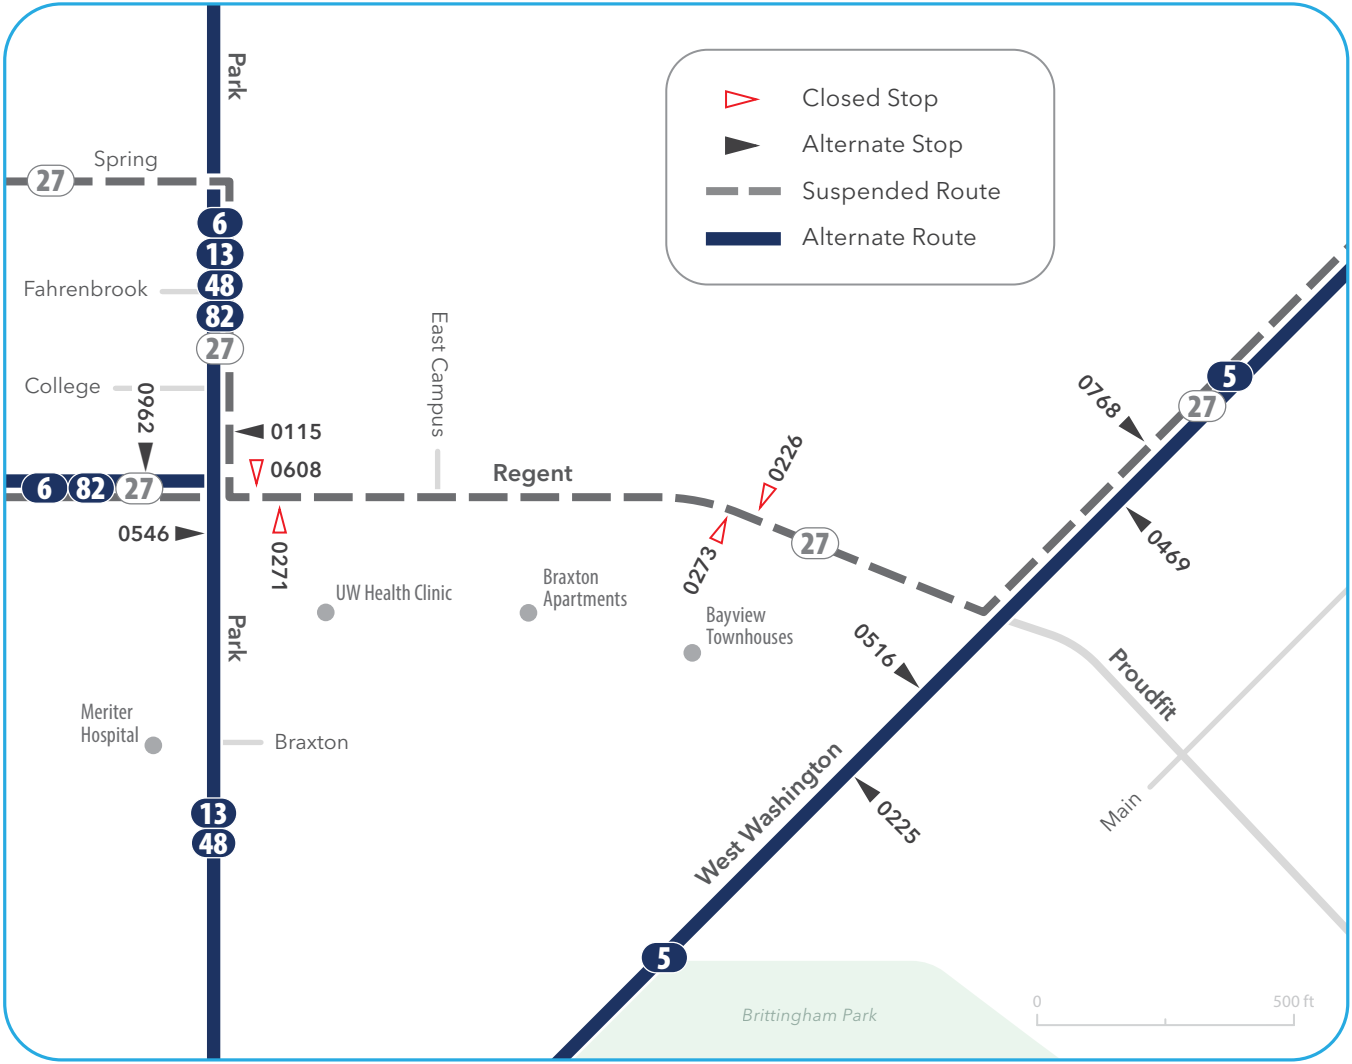 Park
Closed Stop
Alternate Stop
Suspended Route
Alternate Route
Spring
27
6
13
48
82
27
Fahrenbrook
College
0962
East Campus
5
27
0768
0115
0608
Regent
0226
6 82 27
0546
0271
0273
27
0469
UW Health Clinic
Braxton
Apartments
Bayview
Townhouses
Park
0516
Proudfit
Meriter
Hospital
Braxton
West Washington
0225
Main
13
48
5
Brittingham Park
0 500 ft